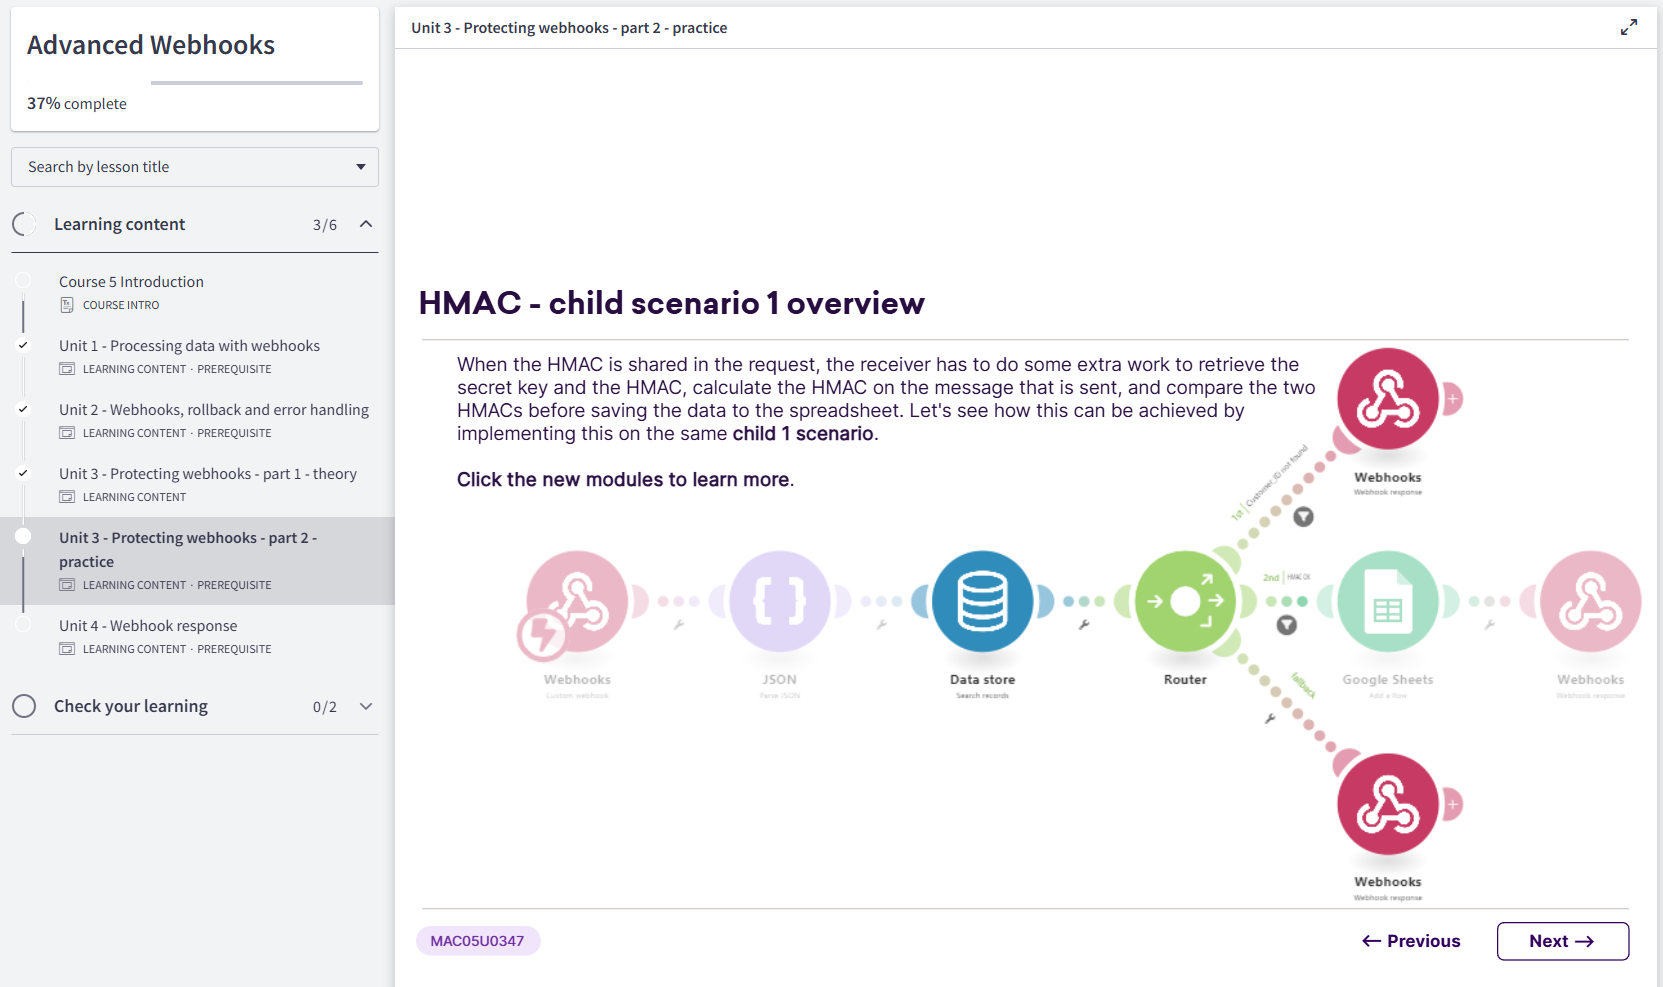 Advanced Webhooks
37% complete
Search by lesson title
Learning content 3/6
Course 5 Introduction
COURSE INTRO
Unit 1 - Processing data with webhooks
LEARNING CONTENT · PREREQUISITE
Unit 2 - Webhooks, rollback and error handling
LEARNING CONTENT · PREREQUISITE
Unit 3 - Protecting webhooks - part 1 - theory
LEARNING CONTENT
Unit 3 - Protecting webhooks - part 2 -
practice
LEARNING CONTENT · PREREQUISITE
Unit 4 - Webhook response
LEARNING CONTENT · PREREQUISITE
Check your learning 0/2
Unit 3 - Protecting webhooks - part 2 - practice
HMAC - child scenario 1 overview
When the HMAC is shared in the request, the receiver has to do some extra work to retrieve the
secret key and the HMAC, calculate the HMAC on the message that is sent, and compare the two
HMACs before saving the data to the spreadsheet. Let's see how this can be achieved by
implementing this on the same child 1 scenario.
Click the new modules to learn more.
Webhooks
Webhook response
1st | Customer_ID not found
2nd | HMAC OK
fallback
Webhooks
Custom webhook
JSON
Parse JSON
Data store
Search records
Router
Google Sheets
Add a Row
Webhooks
Webhook response
Webhooks
Webhook response
MAC05U0347
← Previous
Next →